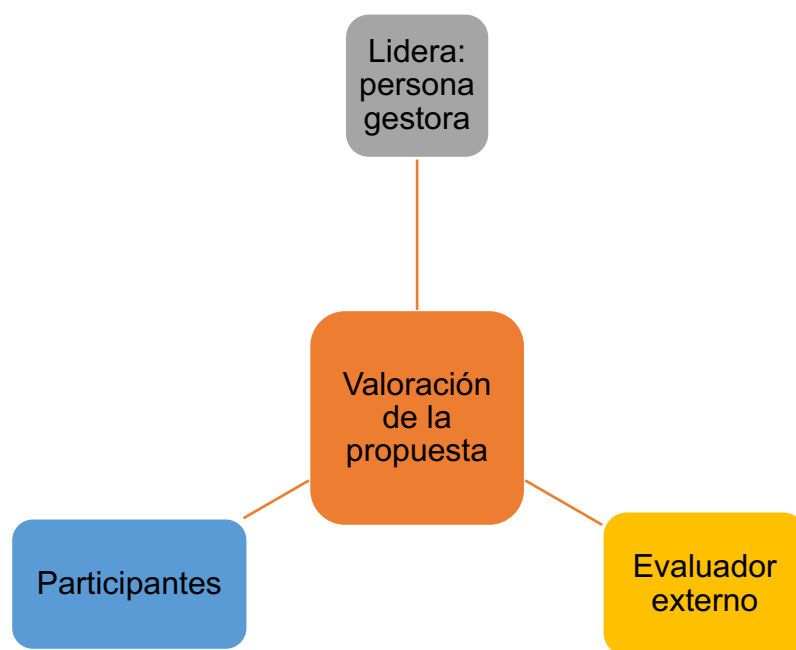 Lidera:
persona
gestora
Valoración
de la
propuesta
Participantes
Evaluador
externo